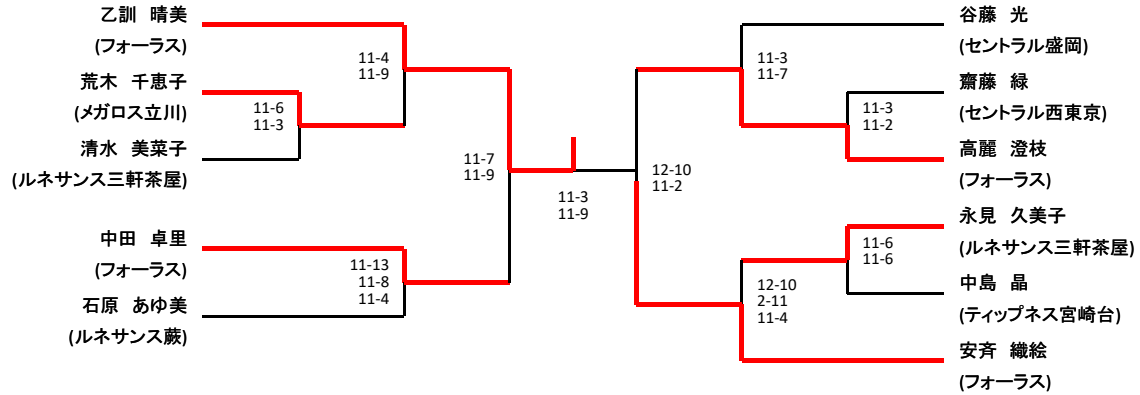 乙訓　晴美
(フォーラス)
荒木　千恵子
(メガロス立川)
清水　美菜子
(ルネサンス三軒茶屋)
中田　卓里
(フォーラス)
石原　あゆ美
(ルネサンス蕨)
11-4
11-9
11-6
11-3
11-13
11-8
11-4
11-7
11-9
11-3
11-9
12-10
11-2
11-3
11-7
11-3
11-2
11-6
11-6
12-10
2-11
11-4
谷藤　光
(セントラル盛岡)
齋藤　緑
(セントラル西東京)
高麗　澄枝
(フォーラス)
永見　久美子
(ルネサンス三軒茶屋)
中島　晶
(ティップネス宮崎台)
安斉　織絵
(フォーラス)